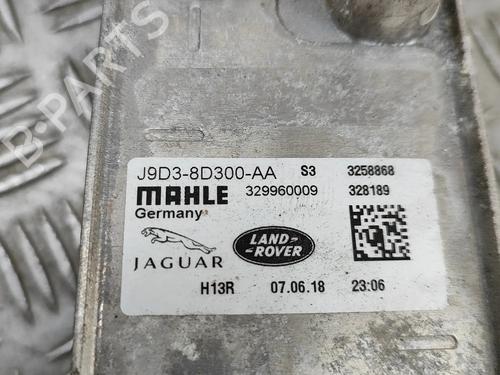 B-PARTS
J9D3-8D300-AA S3 3258868
MAHLE 329960009 328189
Germany
JAGUAR LAND-ROVER
H13R 07.06.18 23:06